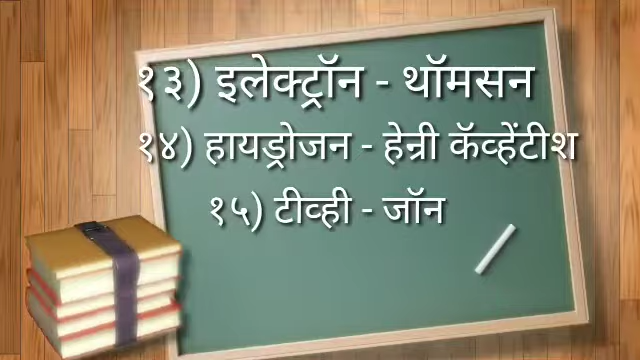 १३) इलेक्ट्रॉन - थॉमसन
१४) हायड्रोजन - हेन्री कॅव्हेंटीश
१५) टीव्ही - जॉन